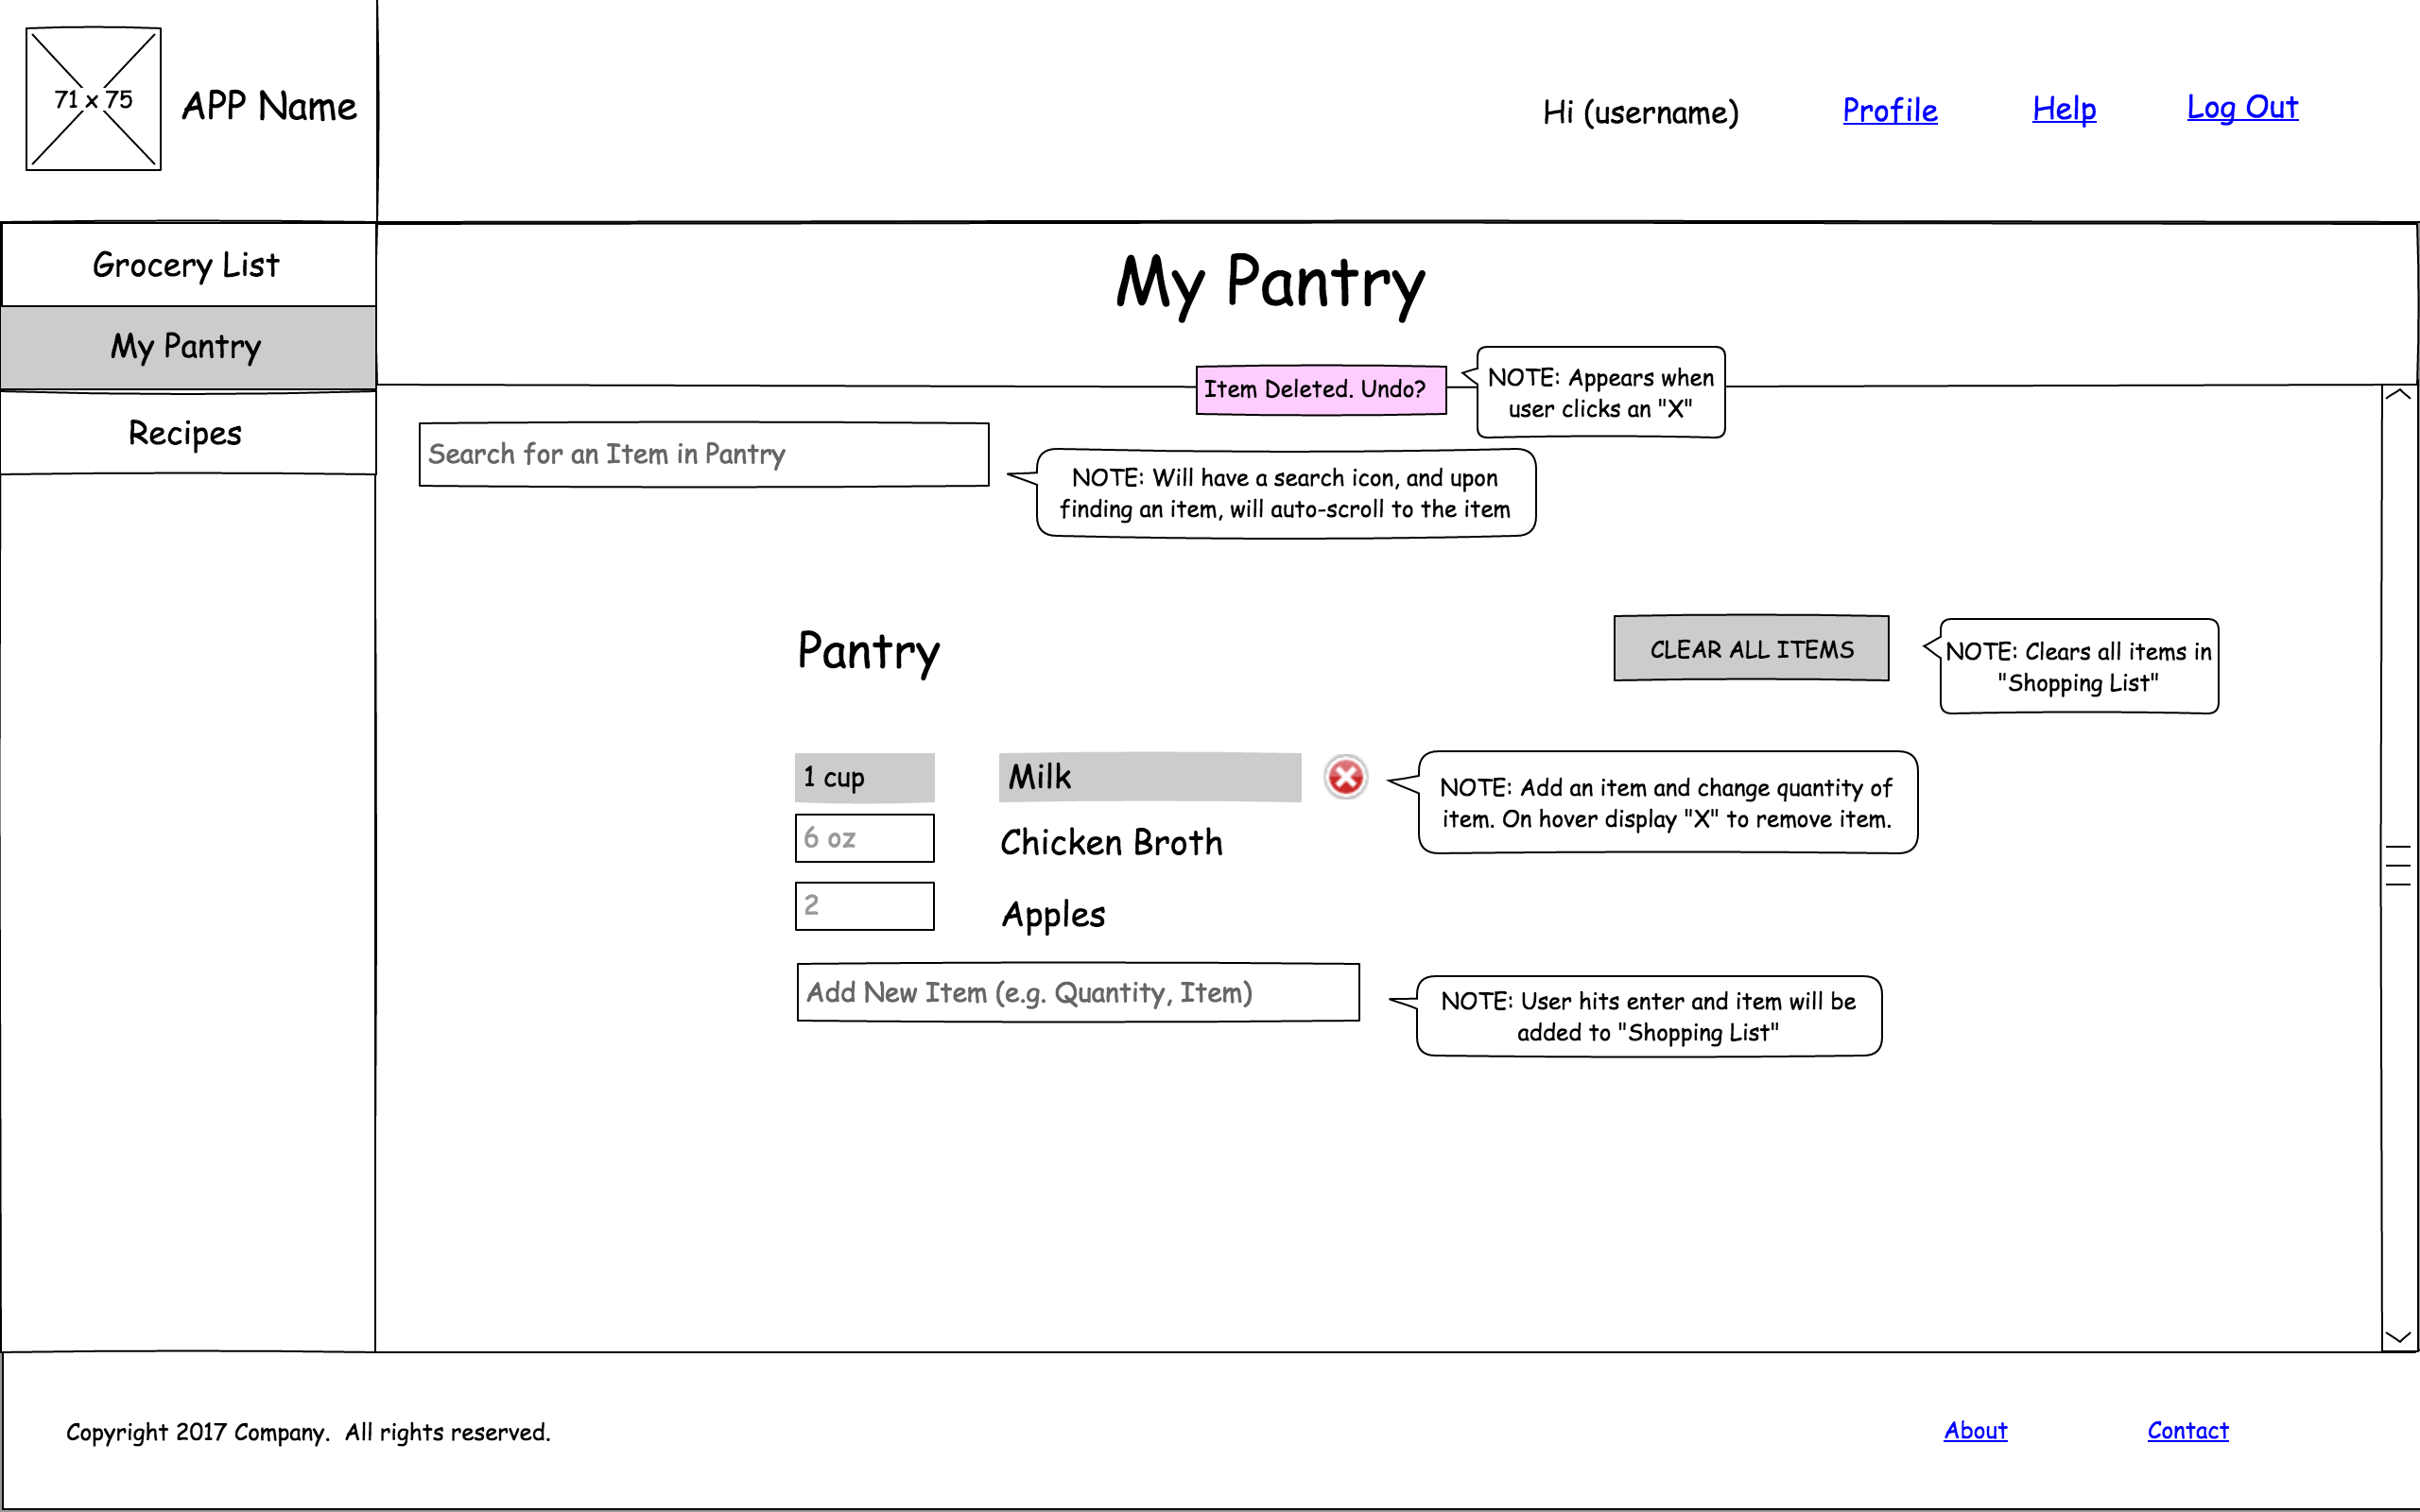 71 x 75
APP Name
Hi (username)
Profile
Help
Log Out
Grocery List
My Pantry
Recipes
My Pantry
Item Deleted. Undo?
NOTE: Appears when
user clicks an "X"
Search for an Item in Pantry
NOTE: Will have a search icon, and upon
finding an item, will auto-scroll to the item
Pantry
CLEAR ALL ITEMS
NOTE: Clears all items in
"Shopping List"
1 cup
Milk
NOTE: Add an item and change quantity of
item. On hover display "X" to remove item.
6 oz
Chicken Broth
2
Apples
Add New Item (e.g. Quantity, Item)
NOTE: User hits enter and item will be
added to "Shopping List"
Copyright 2017 Company.  All rights reserved.
About
Contact